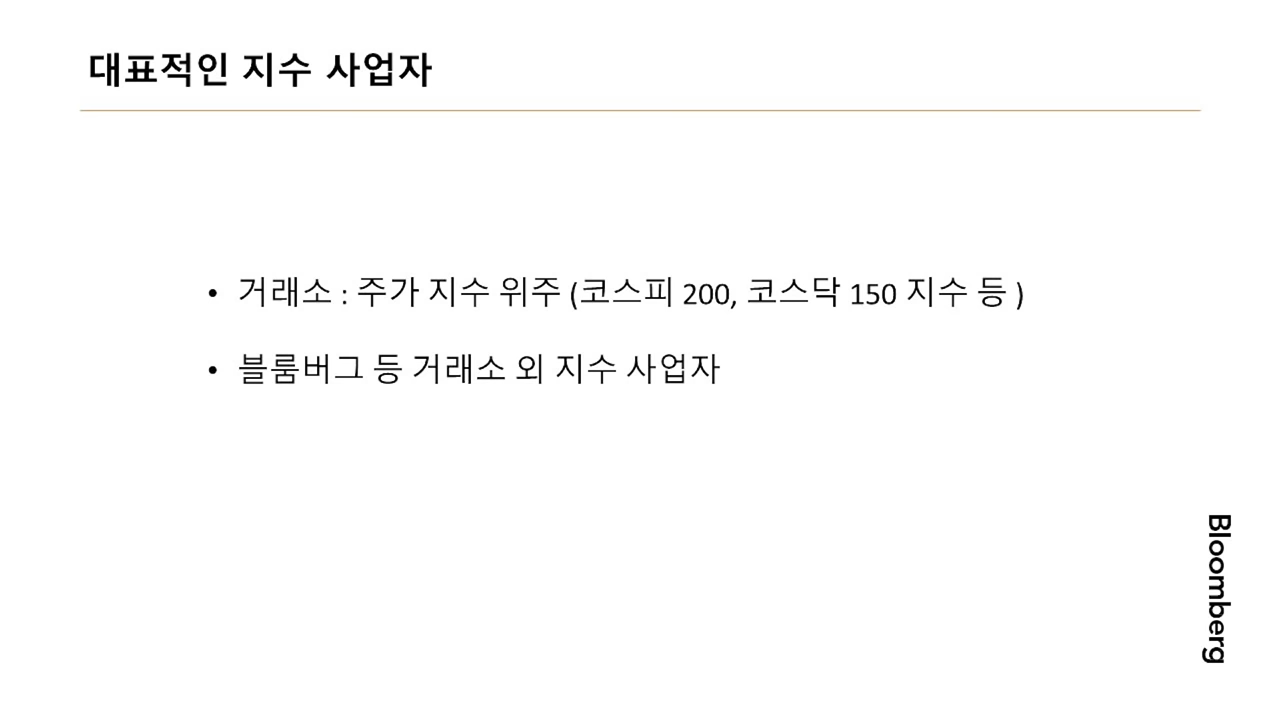 대표적인 지수 사업자
• 거래소 : 주가 지수 위주 (코스피 200, 코스닥 150 지수 등 )
• 블룸버그 등 거래소 외 지수 사업자
Bloomberg